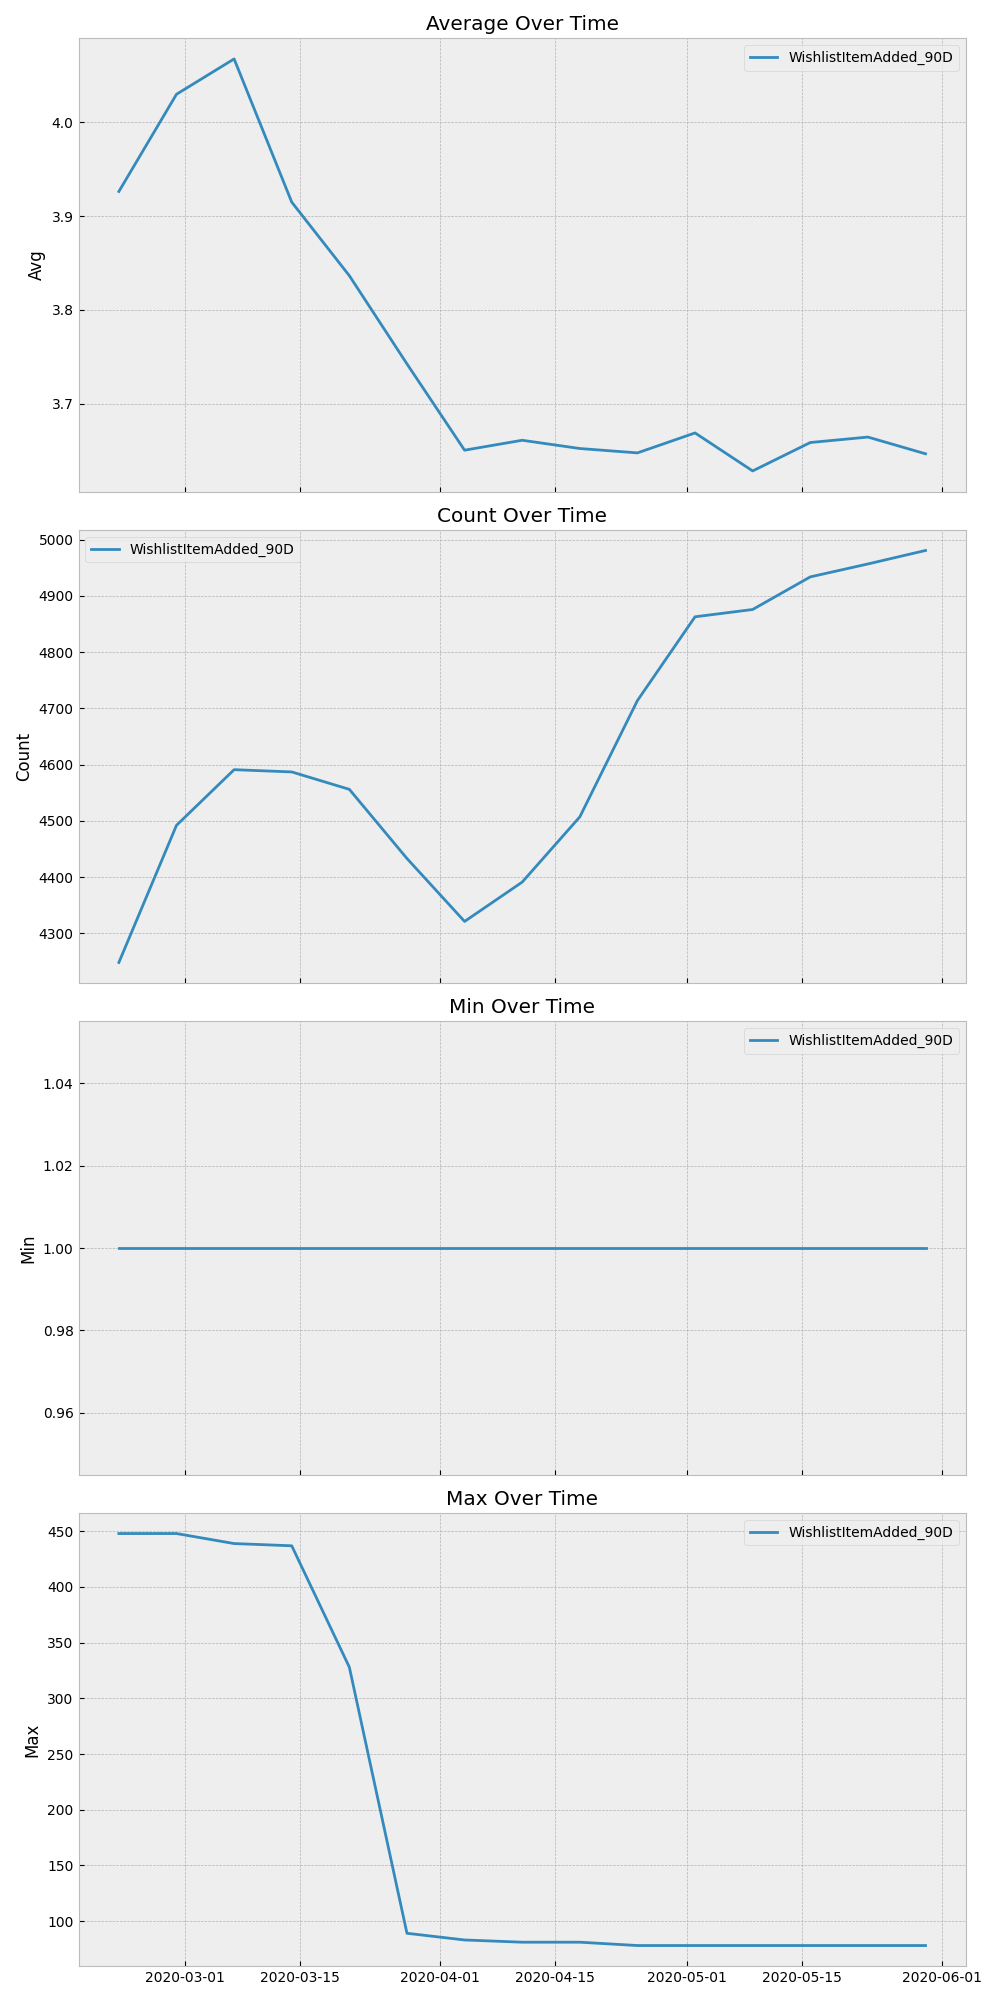 Average Over Time
WishlistItemAdded_90D
4.0
3.9
3.8
3.7
Avg
Count Over Time
WishlistItemAdded_90D
5000
4900
4800
4700
4600
4500
4400
4300
Count
Min Over Time
WishlistItemAdded_90D
1.04
1.02
1.00
0.98
0.96
Min
Max Over Time
WishlistItemAdded_90D
450
400
350
300
250
200
150
100
Max
2020-03-01 2020-03-15 2020-04-01 2020-04-15 2020-05-01 2020-05-15 2020-06-01